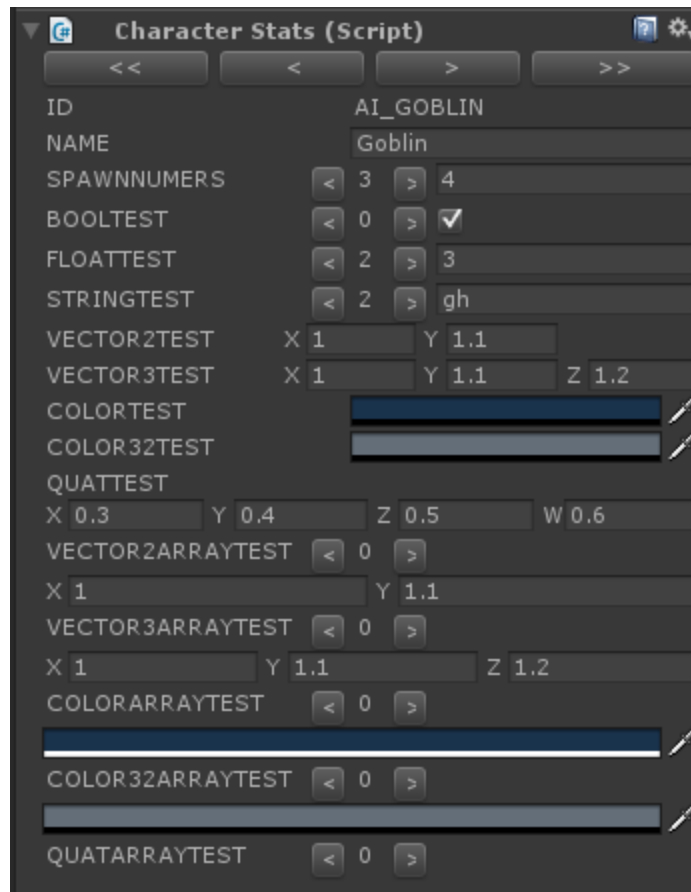 Character Stats (Script)
<< < > >>
ID AI_GOBLIN
NAME Goblin
SPAWNNUMERS < 3 > 4
BOOLTEST < 0 >
FLOATTEST < 2 > 3
STRINGTEST < 2 > gh
VECTOR2TEST X 1 Y 1.1
VECTOR3TEST X 1 Y 1.1 Z 1.2
COLORTEST
COLOR32TEST
QUATTEST
X 0.3 Y 0.4 Z 0.5 W 0.6
VECTOR2ARRAYTEST < 0 >
X 1 Y 1.1
VECTOR3ARRAYTEST < 0 >
X 1 Y 1.1 Z 1.2
COLORARRAYTEST < 0 >
COLOR32ARRAYTEST < 0 >
QUATARRAYTEST < 0 >